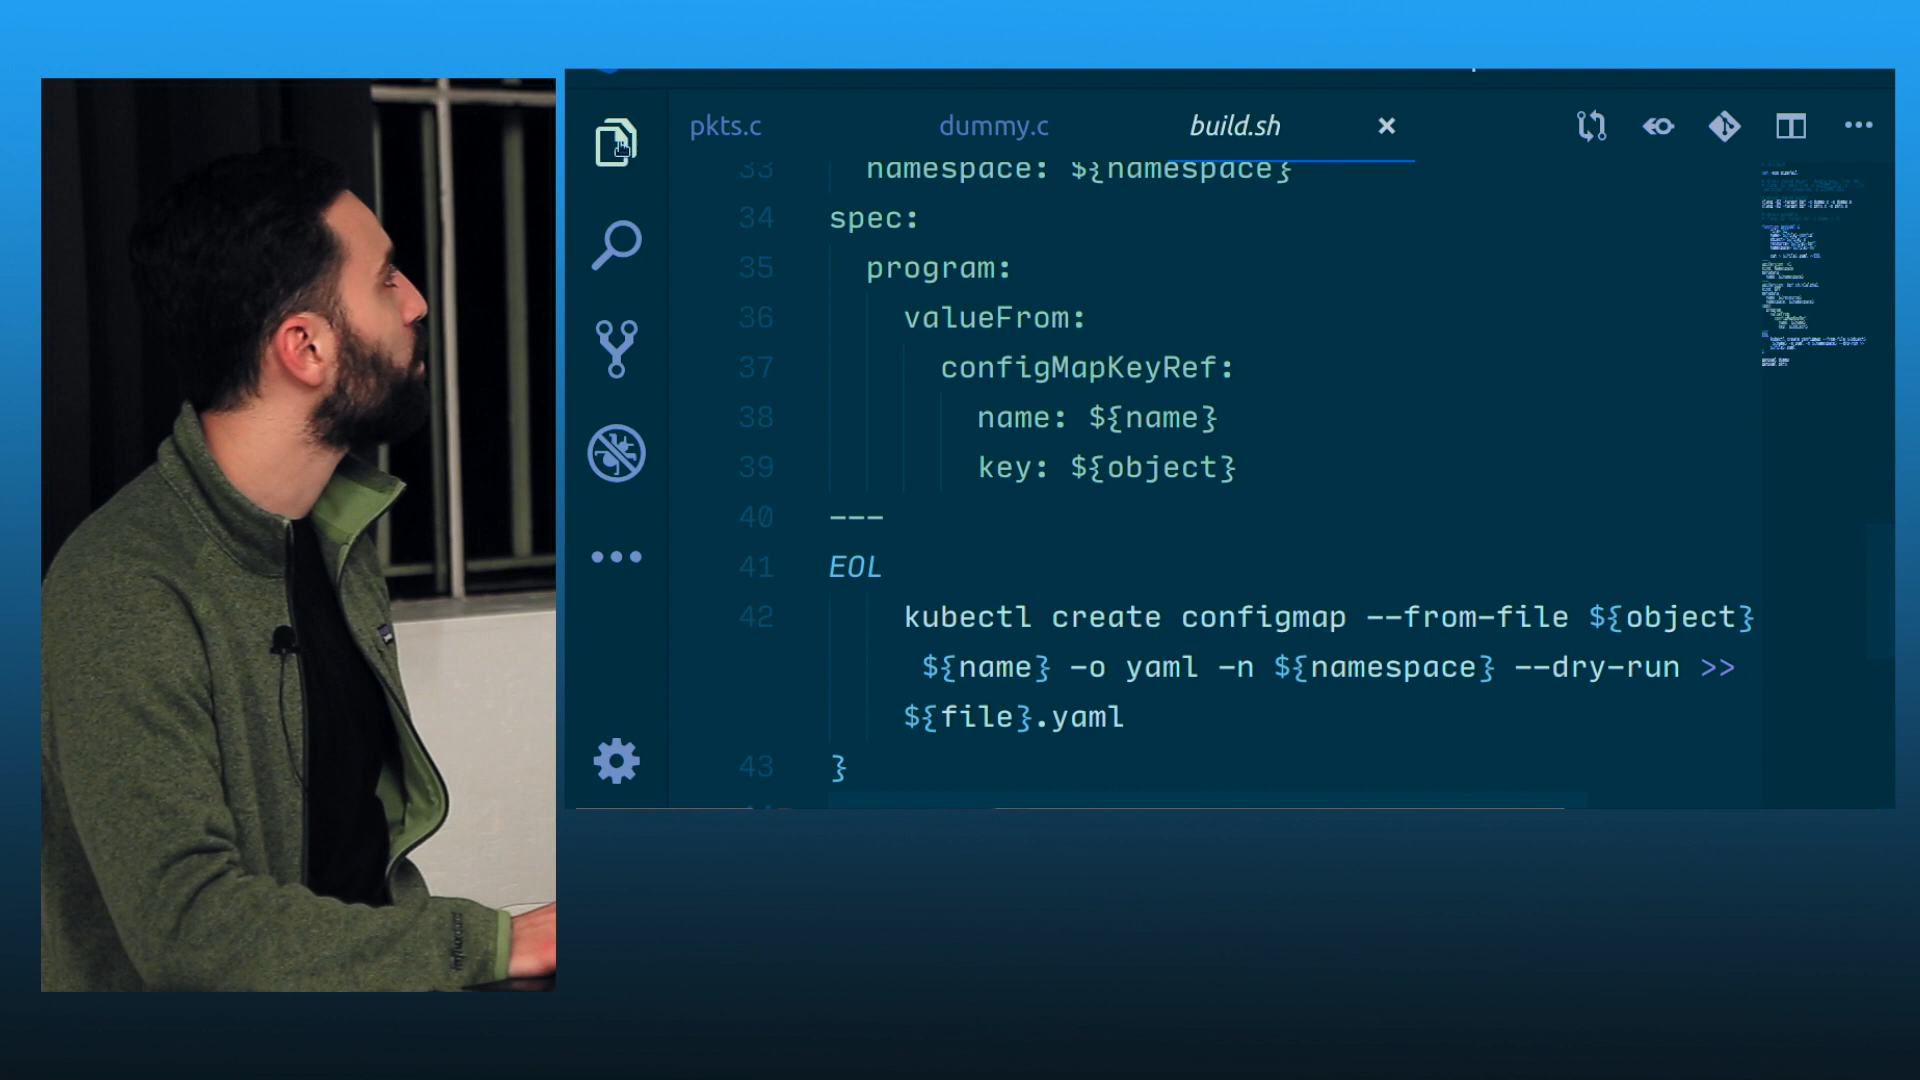 pkts.c dummy.c build.sh
33 namespace: ${namespace}
34 spec:
35 program:
36 valueFrom:
37 configMapKeyRef:
38 name: ${name}
39 key: ${object}
40 ---
41 EOL
42 kubectl create configmap --from-file ${object}
${name} -o yaml -n ${namespace} --dry-run >>
${file}.yaml
43 }